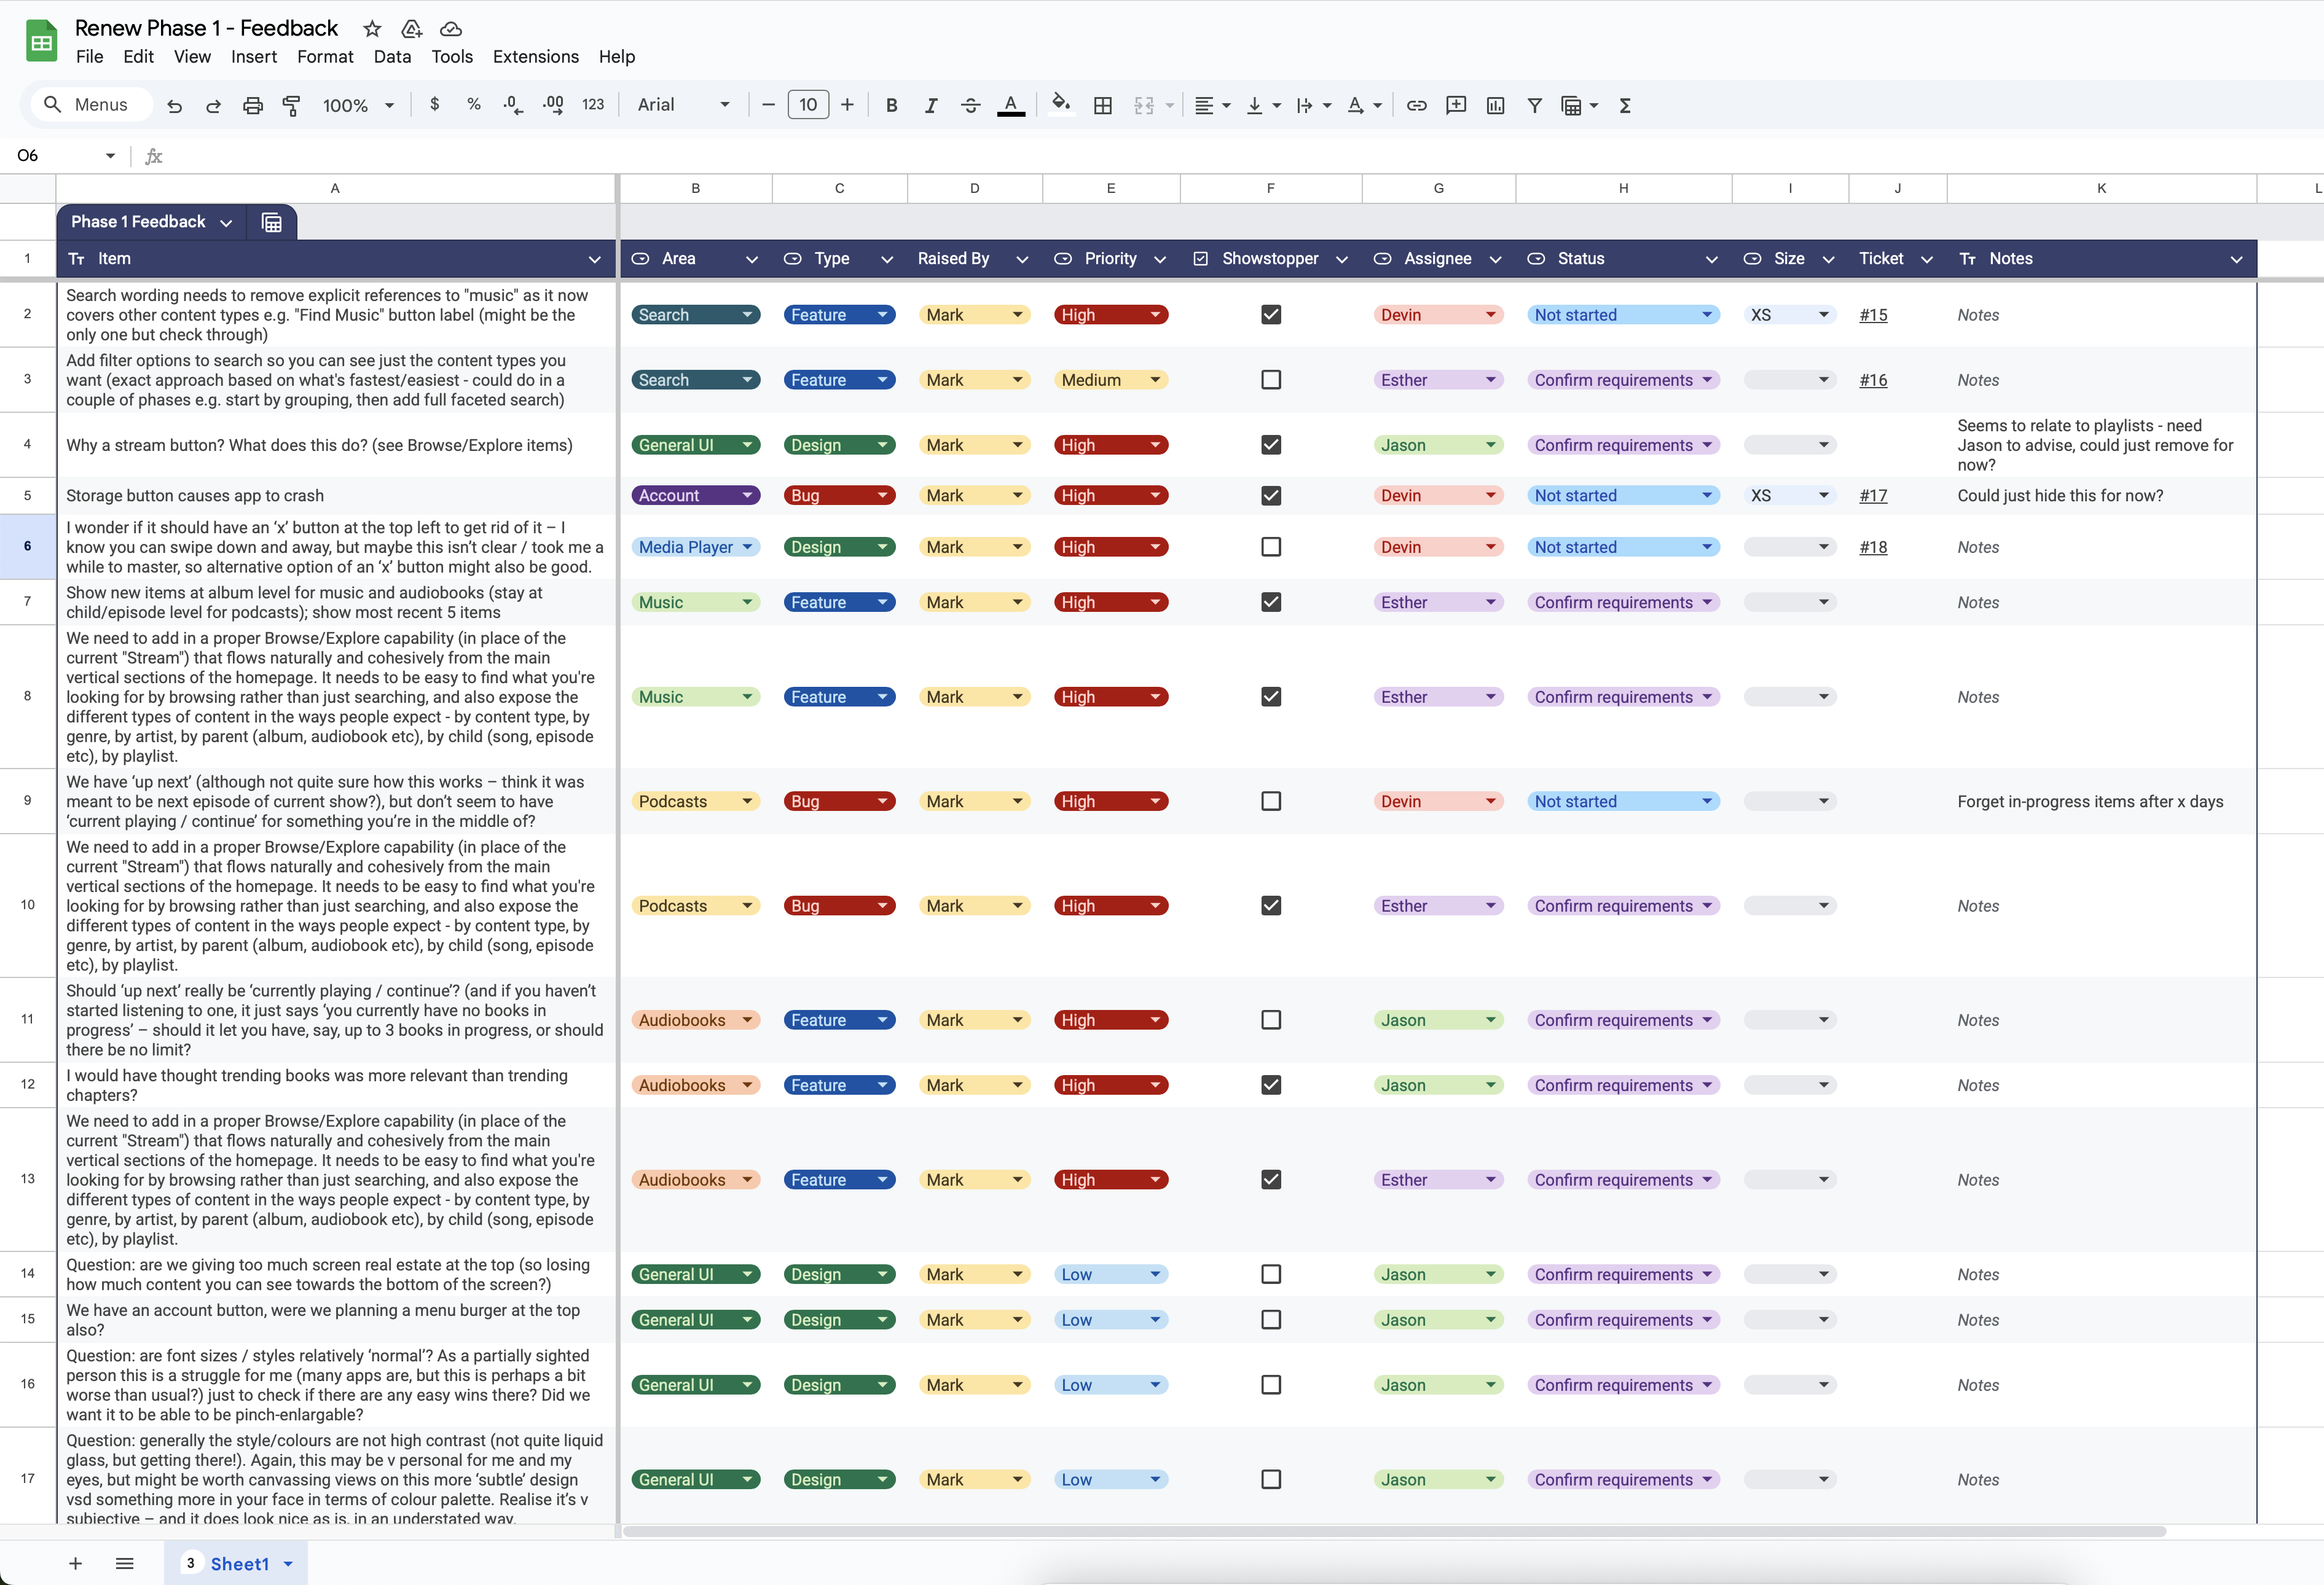 Renew Phase 1 - Feedback
File Edit View Insert Format Data Tools Extensions Help
Menus 100% $ % .0 .00 123 Arial 10 B I A Σ
O6 fx
A B C D E F G H I J K L
Phase 1 Feedback
1 Item Area Type Raised By Priority Showstopper Assignee Status Size Ticket Notes
2 Search wording needs to remove explicit references to "music" as it now
covers other content types e.g. "Find Music" button label (might be the
only one but check through)
Search Feature Mark High Devin Not started XS #15 Notes
3 Add filter options to search so you can see just the content types you
want (exact approach based on what's fastest/easiest - could do in a
couple of phases e.g. start by grouping, then add full faceted search)
Search Feature Mark Medium Esther Confirm requirements #16 Notes
4 Why a stream button? What does this do? (see Browse/Explore items)
General UI Design Mark High Jason Confirm requirements
Seems to relate to playlists - need
Jason to advise, could just remove for
now?
5 Storage button causes app to crash
Account Bug Mark High Devin Not started XS #17 Could just hide this for now?
6 I wonder if it should have an ‘x’ button at the top left to get rid of it – I
know you can swipe down and away, but maybe this isn’t clear / took me a
while to master, so alternative option of an ‘x’ button might also be good.
Media Player Design Mark High Devin Not started #18 Notes
7 Show new items at album level for music and audiobooks (stay at
child/episode level for podcasts); show most recent 5 items
Music Feature Mark High Esther Confirm requirements Notes
8 We need to add in a proper Browse/Explore capability (in place of the
current "Stream") that flows naturally and cohesively from the main
vertical sections of the homepage. It needs to be easy to find what you're
looking for by browsing rather than just searching, and also expose the
different types of content in the ways people expect - by content type, by
genre, by artist, by parent (album, audiobook etc), by child (song, episode
etc), by playlist.
Music Feature Mark High Esther Confirm requirements Notes
9 We have ‘up next’ (although not quite sure how this works – think it was
meant to be next episode of current show?), but don’t seem to have
‘current playing / continue’ for something you’re in the middle of?
Podcasts Bug Mark High Devin Not started Forget in-progress items after x days
10 We need to add in a proper Browse/Explore capability (in place of the
current "Stream") that flows naturally and cohesively from the main
vertical sections of the homepage. It needs to be easy to find what you're
looking for by browsing rather than just searching, and also expose the
different types of content in the ways people expect - by content type, by
genre, by artist, by parent (album, audiobook etc), by child (song, episode
etc), by playlist.
Podcasts Bug Mark High Esther Confirm requirements Notes
11 Should ‘up next’ really be ‘currently playing / continue’? (and if you haven’t
started listening to one, it just says ‘you currently have no books in
progress’ – should it let you have, say, up to 3 books in progress, or should
there be no limit?
Audiobooks Feature Mark High Jason Confirm requirements Notes
12 I would have thought trending books was more relevant than trending
chapters?
Audiobooks Feature Mark High Jason Confirm requirements Notes
13 We need to add in a proper Browse/Explore capability (in place of the
current "Stream") that flows naturally and cohesively from the main
vertical sections of the homepage. It needs to be easy to find what you're
looking for by browsing rather than just searching, and also expose the
different types of content in the ways people expect - by content type, by
genre, by artist, by parent (album, audiobook etc), by child (song, episode
etc), by playlist.
Audiobooks Feature Mark High Esther Confirm requirements Notes
14 Question: are we giving too much screen real estate at the top (so losing
how much content you can see towards the bottom of the screen?)
General UI Design Mark Low Jason Confirm requirements Notes
15 We have an account button, were we planning a menu burger at the top
also?
General UI Design Mark Low Jason Confirm requirements Notes
16 Question: are font sizes / styles relatively ‘normal’? As a partially sighted
person this is a struggle for me (many apps are, but this is perhaps a bit
worse than usual?) just to check if there are any easy wins there? Did we
want it to be able to be pinch-enlargable?
General UI Design Mark Low Jason Confirm requirements Notes
17 Question: generally the style/colours are not high contrast (not quite liquid
glass, but getting there!). Again, this may be v personal for me and my
eyes, but might be worth canvassing views on this more ‘subtle’ design
vsd something more in your face in terms of colour palette. Realise it’s v
subjective – and it does look nice as is, in an understated way.
General UI Design Mark Low Jason Confirm requirements Notes
3 Sheet1